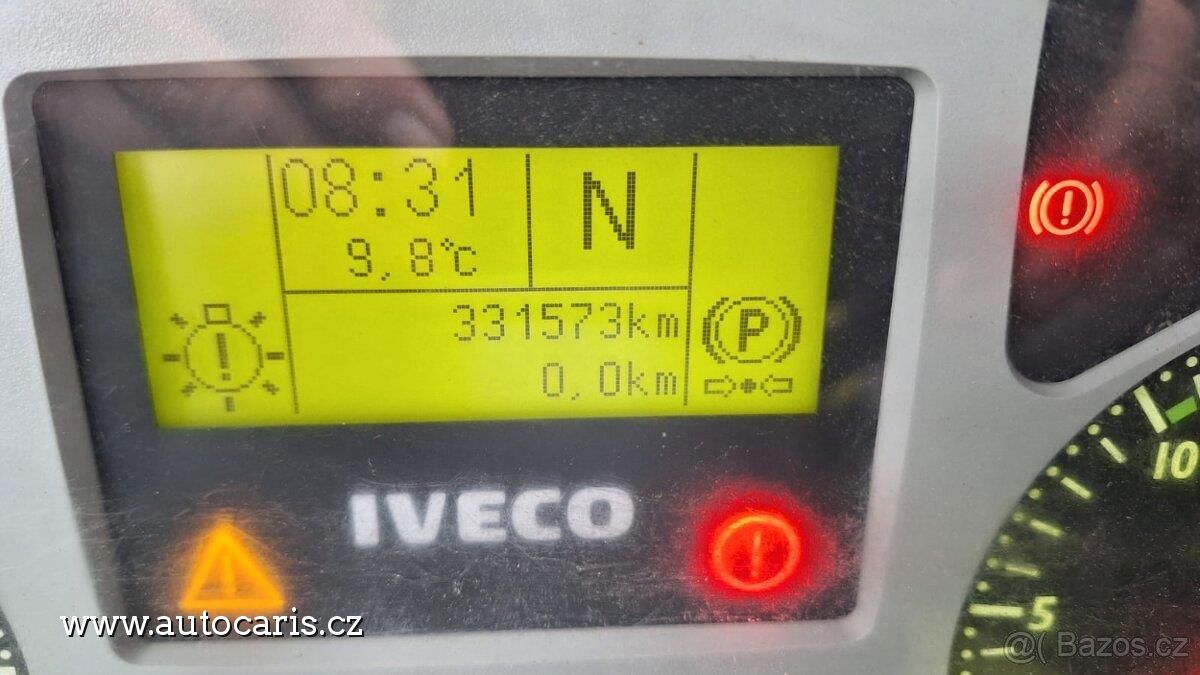 08:31
N
9,8°C
331573km
P
0,0km
IVECO
10
5
www.autocaris.cz
@( Bazos.cz